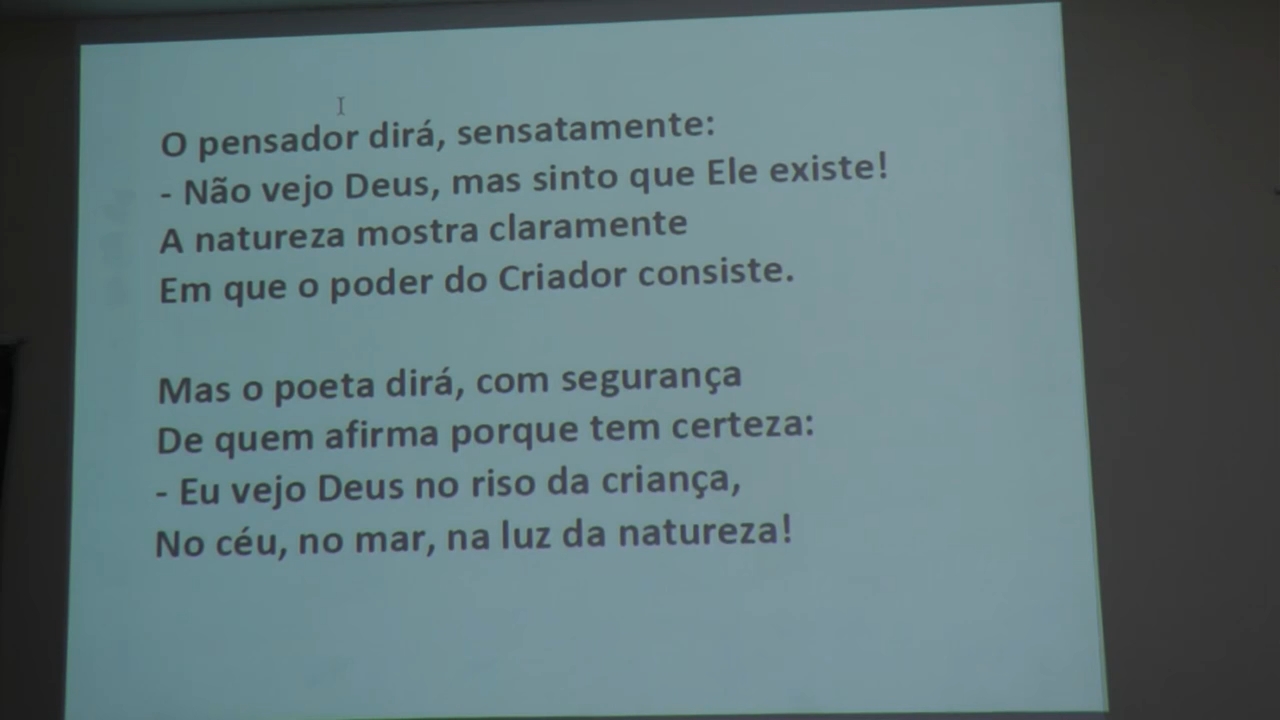 O pensador dirá, sensatamente:
- Não vejo Deus, mas sinto que Ele existe!
A natureza mostra claramente
Em que o poder do Criador consiste.
Mas o poeta dirá, com segurança
De quem afirma porque tem certeza:
- Eu vejo Deus no riso da criança,
No céu, no mar, na luz da natureza!